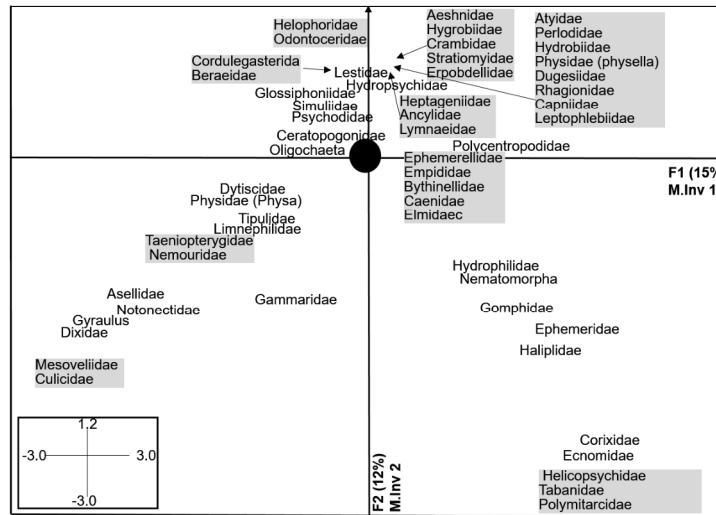 Helophoridae
Odontoceridae
Aeshnidae
Hygrobiidae
Crambidae
Stratiomyidae
Erpobdellidae
Atyidae
Perlodidae
Hydrobiidae
Physidae (physella)
Dugesiidae
Rhagionidae
Capniidae
Leptophlebiidae
Cordulegasterida
Beraeidae
Lestidae
Hydropsychidae
Glossiphoniidae
Simuliidae
Psychodidae
Heptageniidae
Ancylidae
Lymnaeidae
Ceratopogonidae
Oligochaeta
Polycentropodidae
Ephemerellidae
Empididae
Bythinellidae
Caenidae
Elmidaec
F1 (15%
M.Inv 1
Dytiscidae
Physidae (Physa)
Tipulidae
Limnephilidae
Taeniopterygidae
Nemouridae
Hydrophilidae
Nematomorpha
Asellidae
Notonectidae
Gyraulus
Dixidae
Gammaridae
Gomphidae
Ephemeridae
Haliplidae
Mesoveliidae
Culicidae
1.2
-3.0
3.0
-3.0
F2 (12%)
M.Inv 2
Corixidae
Ecnomidae
Helicopsychidae
Tabanidae
Polymitarcidae